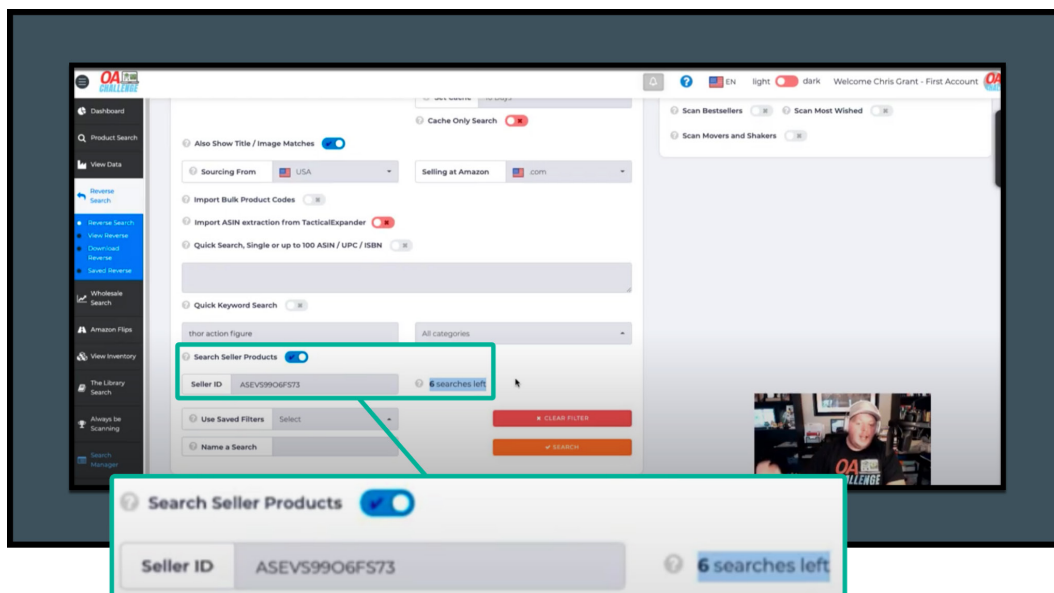 OA
CHALLENGE
EN light dark Welcome Chris Grant - First Account
Dashboard
Product Search
View Data
Reverse
Search
Reverse Search
View Reverse
Download
Reverse
Saved Reverse
Wholesale
Search
Amazon Flips
View Inventory
The Library
Search
Always be
Scanning
Search
Manager
Cache Only Search
Also Show Title / Image Matches
Sourcing From USA Selling at Amazon com
Import Bulk Product Codes
Import ASIN extraction from TacticalExpander
Quick Search, Single or up to 100 ASIN / UPC / ISBN
Quick Keyword Search
thor action figure All categories
Search Seller Products
Seller ID ASEVS99O6FS73 6 searches left
Use Saved Filters Select CLEAR FILTER
Name a Search SEARCH
Scan Bestsellers Scan Most Wished
Scan Movers and Shakers
OA
Search Seller Products
Seller ID ASEVS99O6FS73 6 searches left